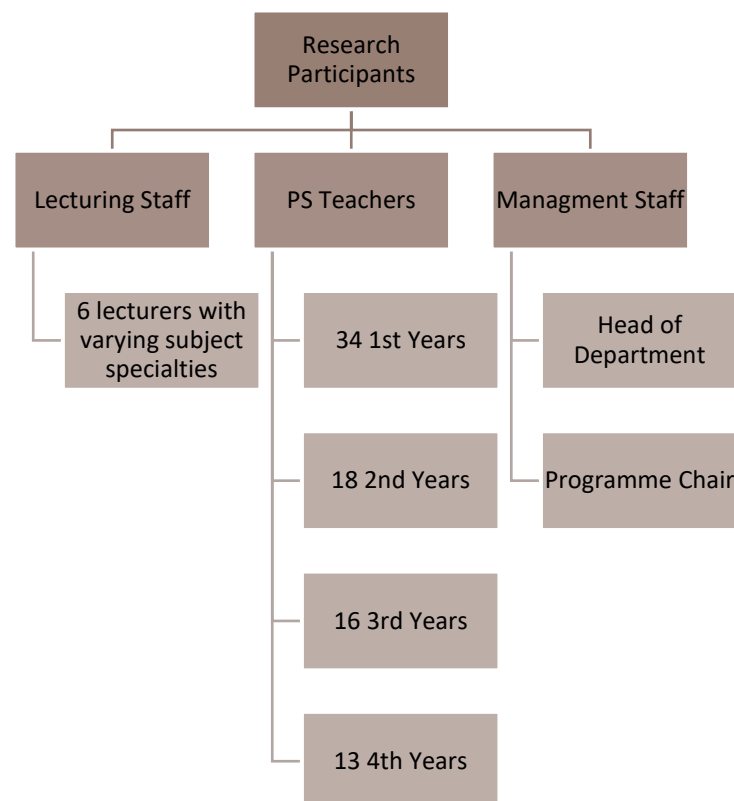 Research
Participants
Lecturing Staff
PS Teachers
Managment Staff
6 lecturers with
varying subject
specialties
34 1st Years
18 2nd Years
16 3rd Years
13 4th Years
Head of
Department
Programme Chair